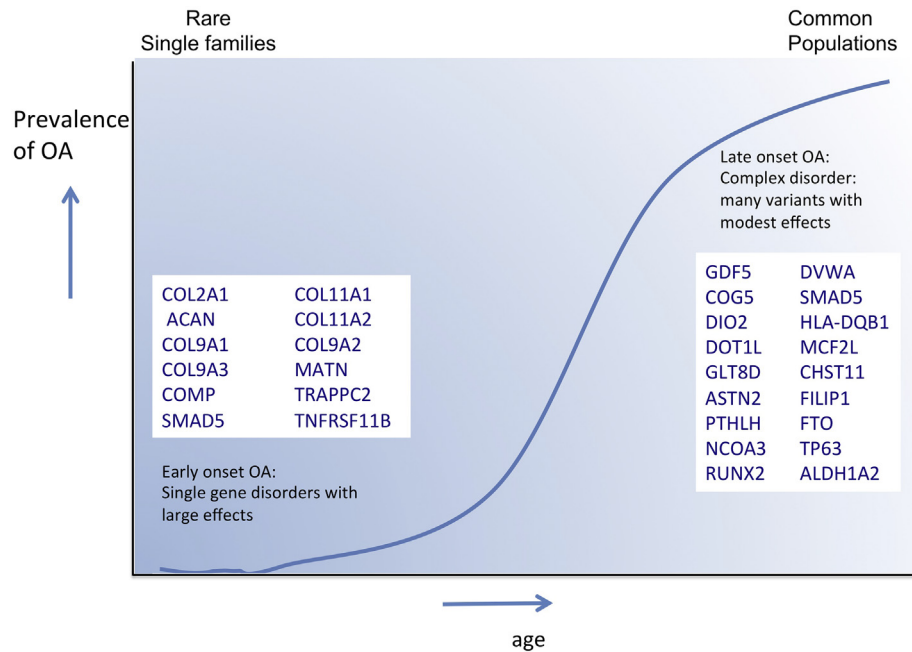 Rare
Single families
Common
Populations
Prevalence
of OA
Late onset OA:
Complex disorder:
many variants with
modest effects
COL2A1 COL11A1
ACAN COL11A2
COL9A1 COL9A2
COL9A3 MATN
COMP TRAPPC2
SMAD5 TNFRSF11B
GDF5 DVWA
COG5 SMAD5
DIO2 HLA-DQB1
DOT1L MCF2L
GLT8D CHST11
ASTN2 FILIP1
PTHLH FTO
NCOA3 TP63
RUNX2 ALDH1A2
Early onset OA:
Single gene disorders with
large effects
age